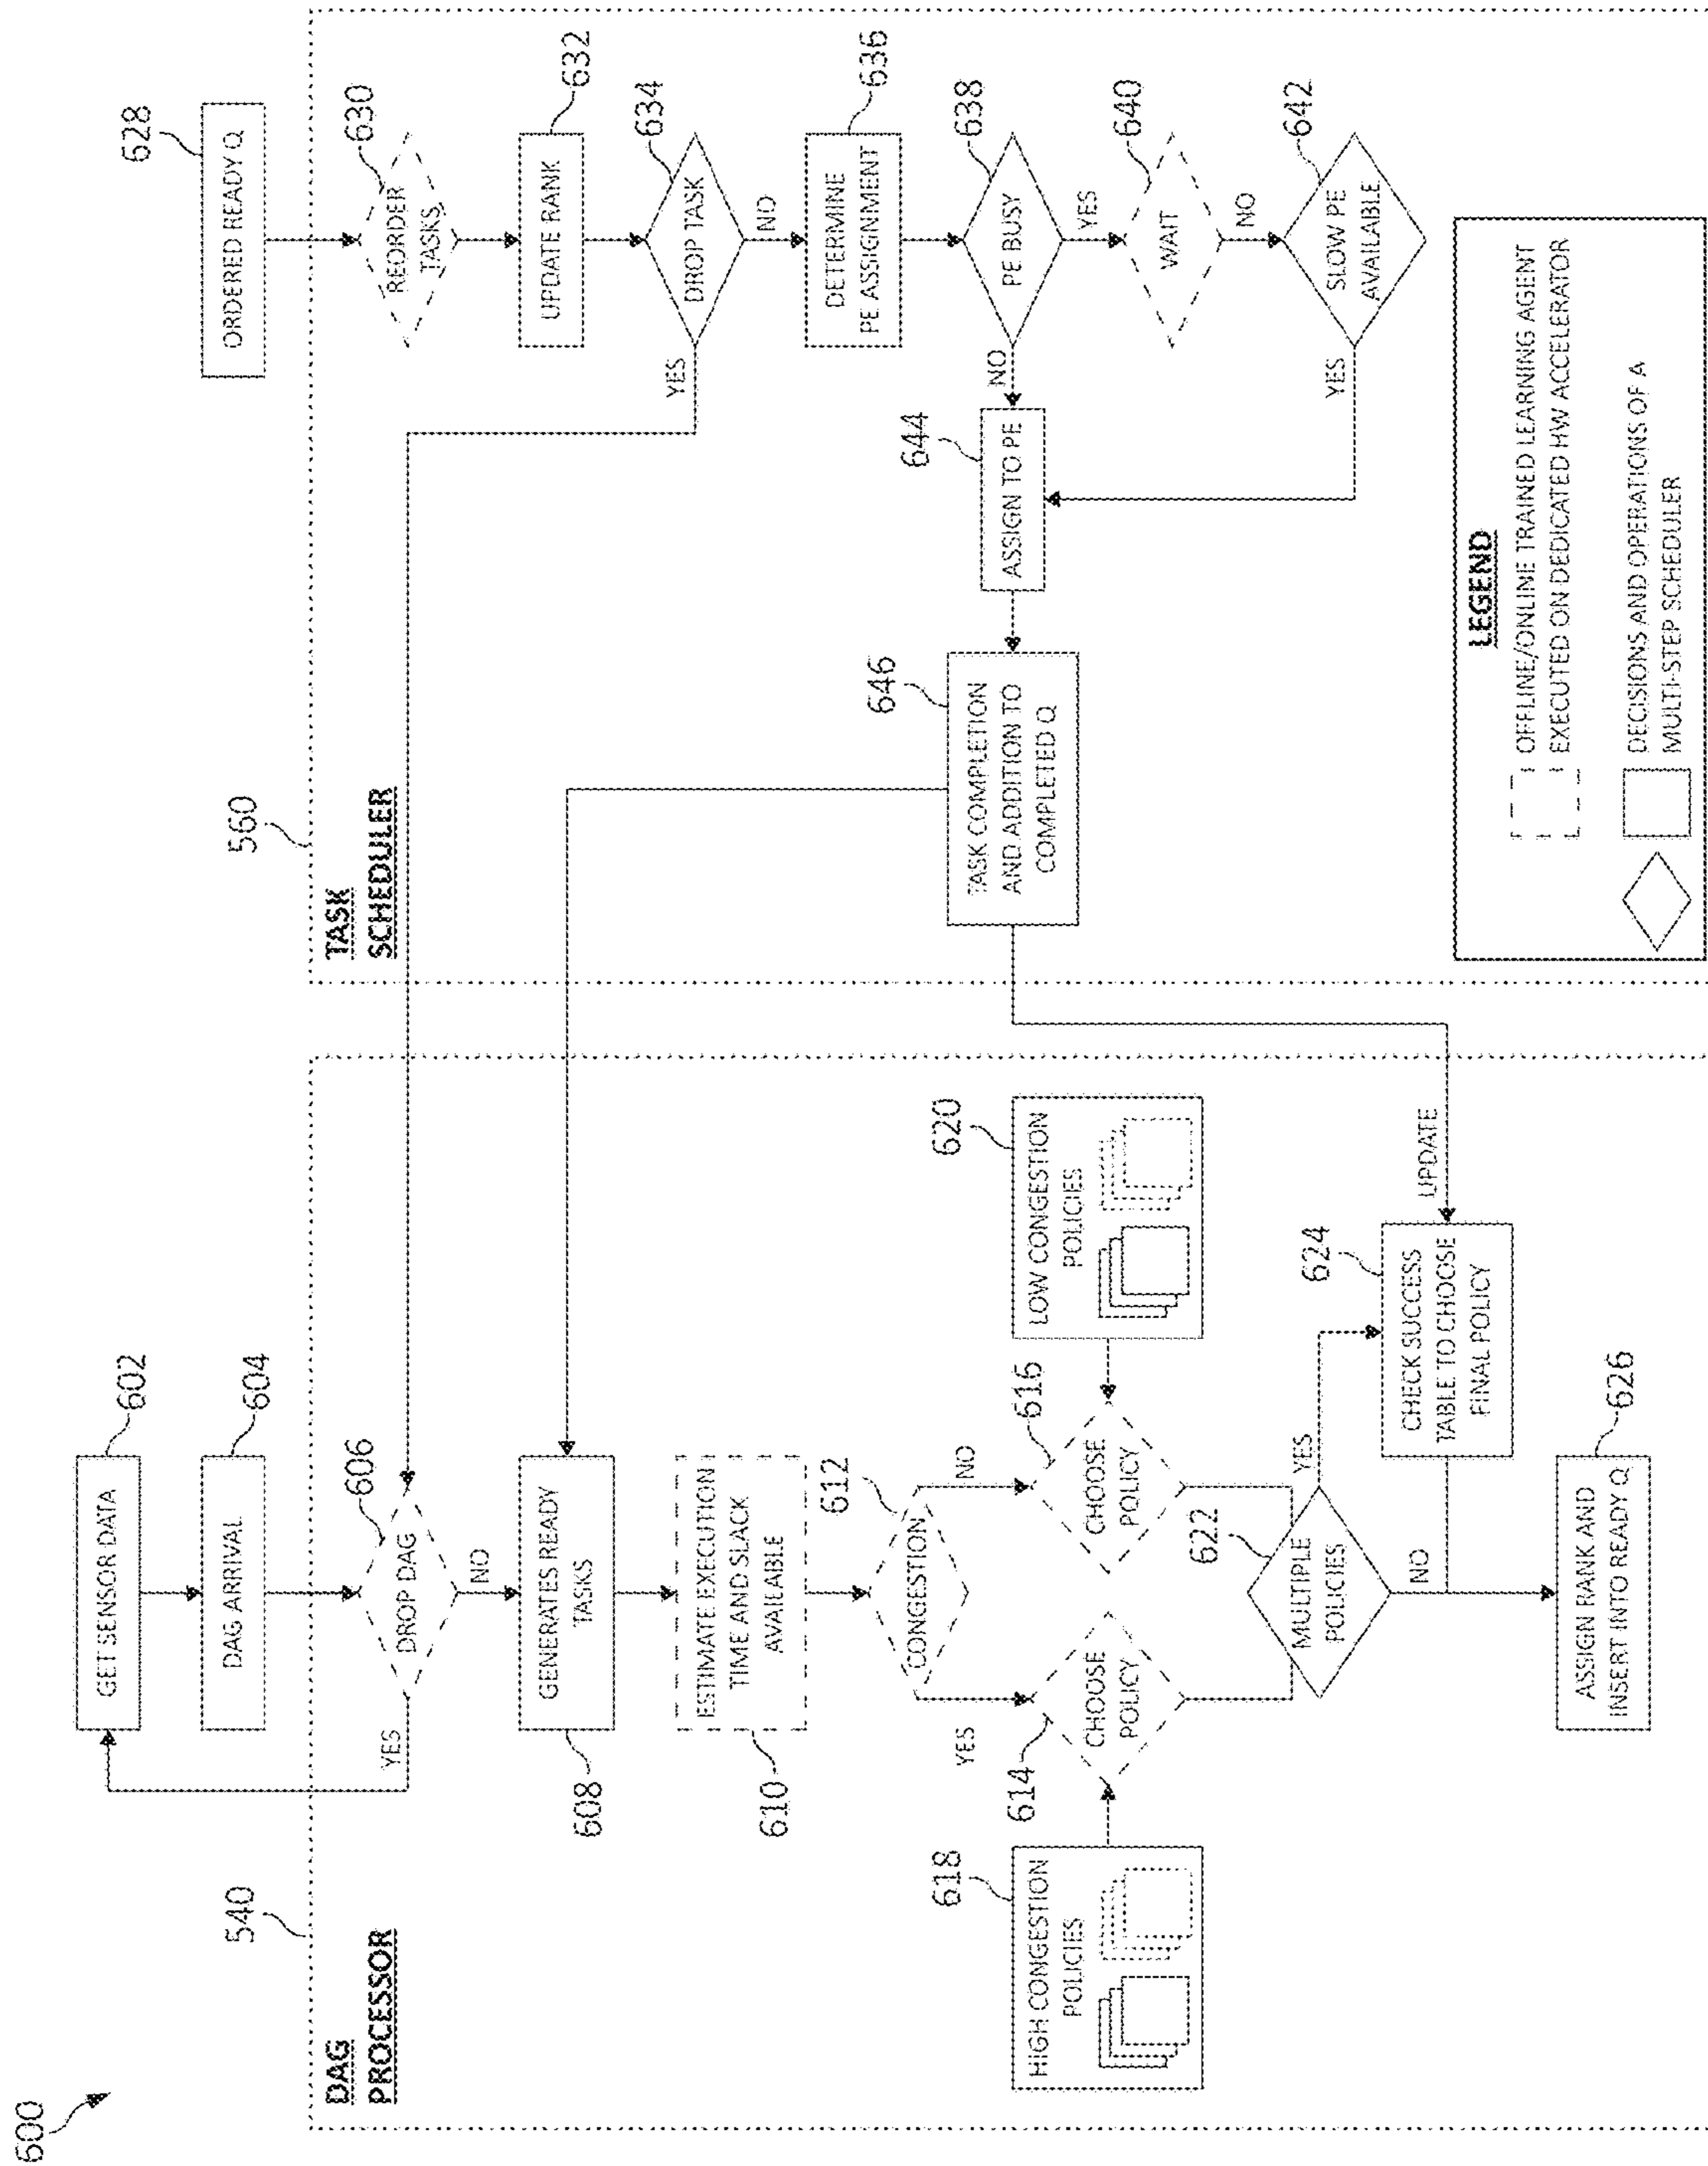 600
540
DAG
PROCESSOR
GET SENSOR DATA
602
DAG ARRIVAL
604
DROP DAG
606
YES
NO
GENERATES READY
TASKS
608
ESTIMATE EXECUTION
TIME AND SLACK
AVAILABLE
610
CONGESTION
612
YES
NO
HIGH CONGESTION
POLICIES
618
CHOOSE
POLICY
614
CHOOSE
POLICY
616
LOW CONGESTION
POLICIES
620
MULTIPLE
POLICIES
622
YES
NO
CHECK SUCCESS
TABLE TO CHOOSE
FINAL POLICY
624
UPDATE
ASSIGN RANK AND
INSERT INTO READY Q
626
560
TASK
SCHEDULER
ORDERED READY Q
628
REORDER
TASKS
630
UPDATE RANK
632
DROP TASK
634
YES
NO
DETERMINE
PE ASSIGNMENT
636
PE BUSY
638
NO
YES
WAIT
640
NO
SLOW PE
AVAILABLE
642
YES
ASSIGN TO PE
644
TASK COMPLETION
AND ADDITION TO
COMPLETED Q
646
LEGEND
OFFLINE/ONLINE TRAINED LEARNING AGENT
EXECUTED ON DEDICATED HW ACCELERATOR
DECISIONS AND OPERATIONS OF A
MULTI-STEP SCHEDULER